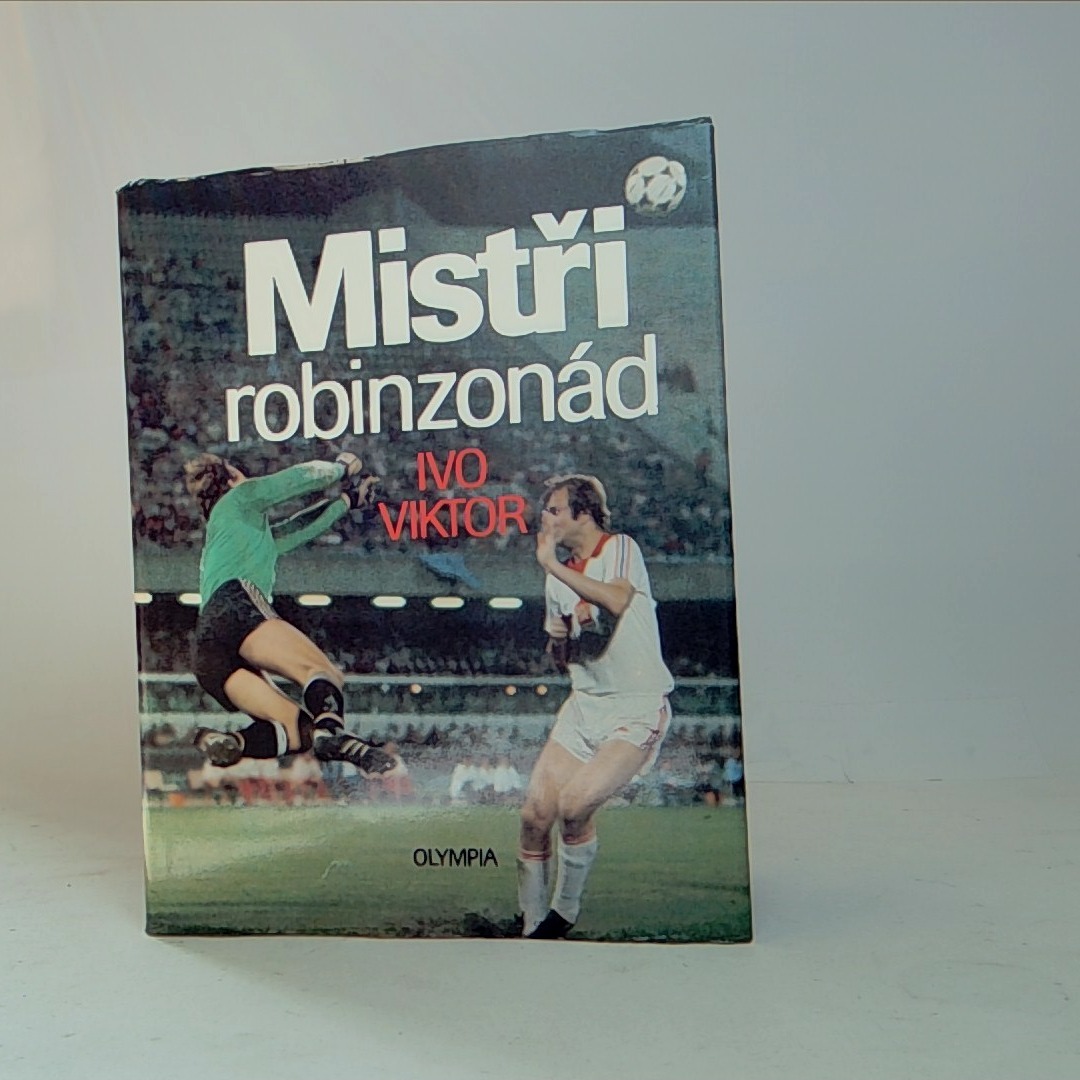 Mistři
robinzonád
IVO
VIKTOR
OLYMPIA